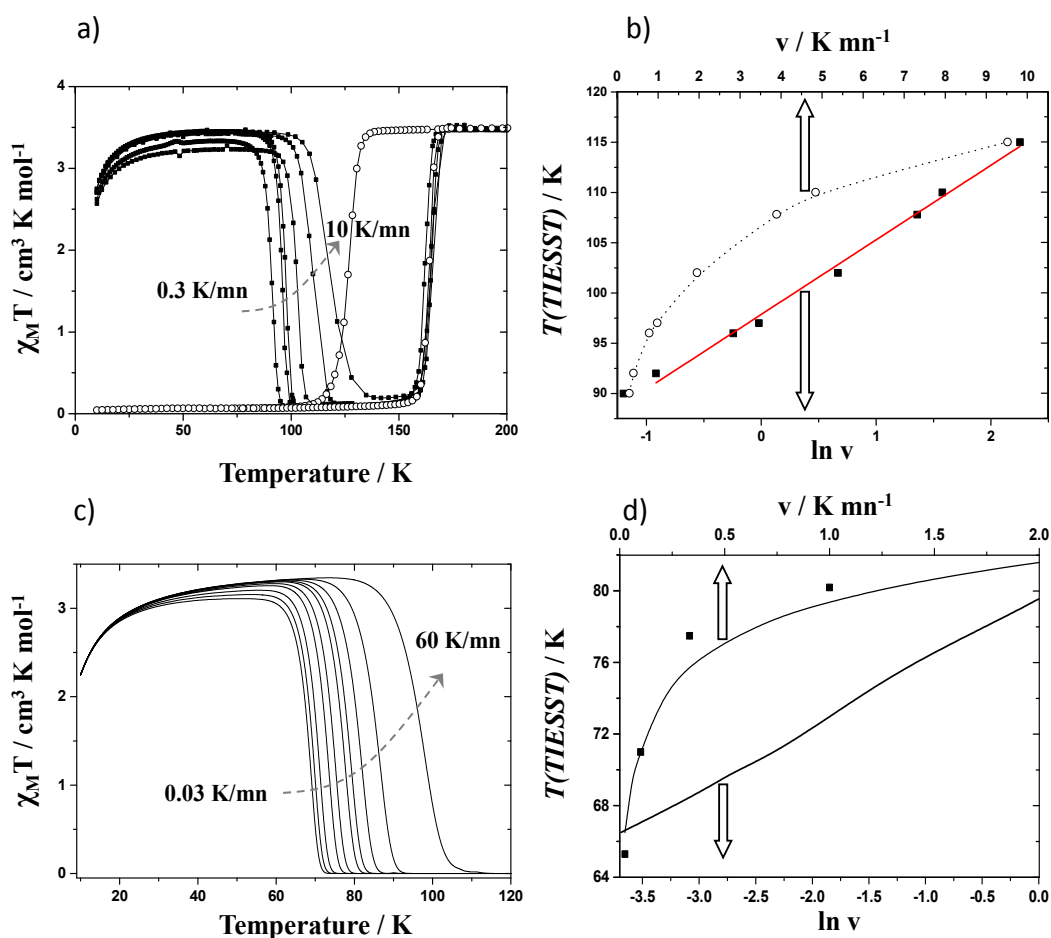 a)
4
3
2
1
0
0
50
100
150
200
χMT / cm³ K mol⁻¹
Temperature / K
0.3 K/mn
10 K/mn
b)
v / K mn⁻¹
0 1 2 3 4 5 6 7 8 9 10
120
115
110
105
100
95
90
T(TIESST) / K
-1 0 1 2
ln v
c)
3
2
1
0
20 40 60 80 100 120
χMT / cm³ K mol⁻¹
Temperature / K
0.03 K/mn
60 K/mn
d)
v / K mn⁻¹
0.0 0.5 1.0 1.5 2.0
80
76
72
68
64
T(TIESST) / K
-3.5 -3.0 -2.5 -2.0 -1.5 -1.0 -0.5 0.0
ln v